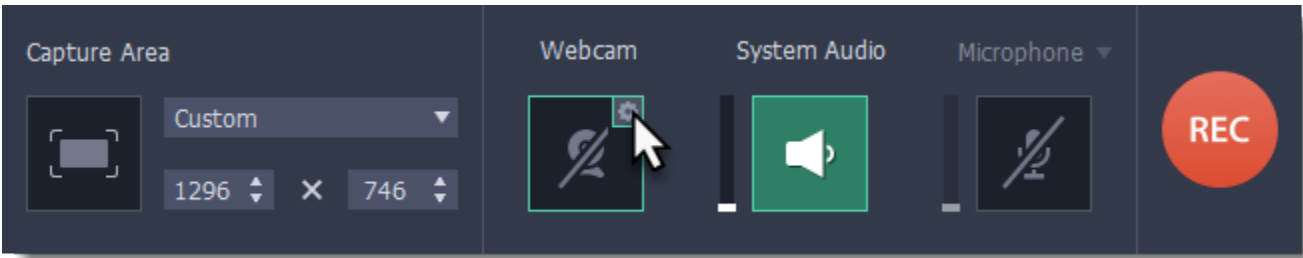 Capture Area
Webcam
System Audio
Microphone
Custom
1296 × 746
REC